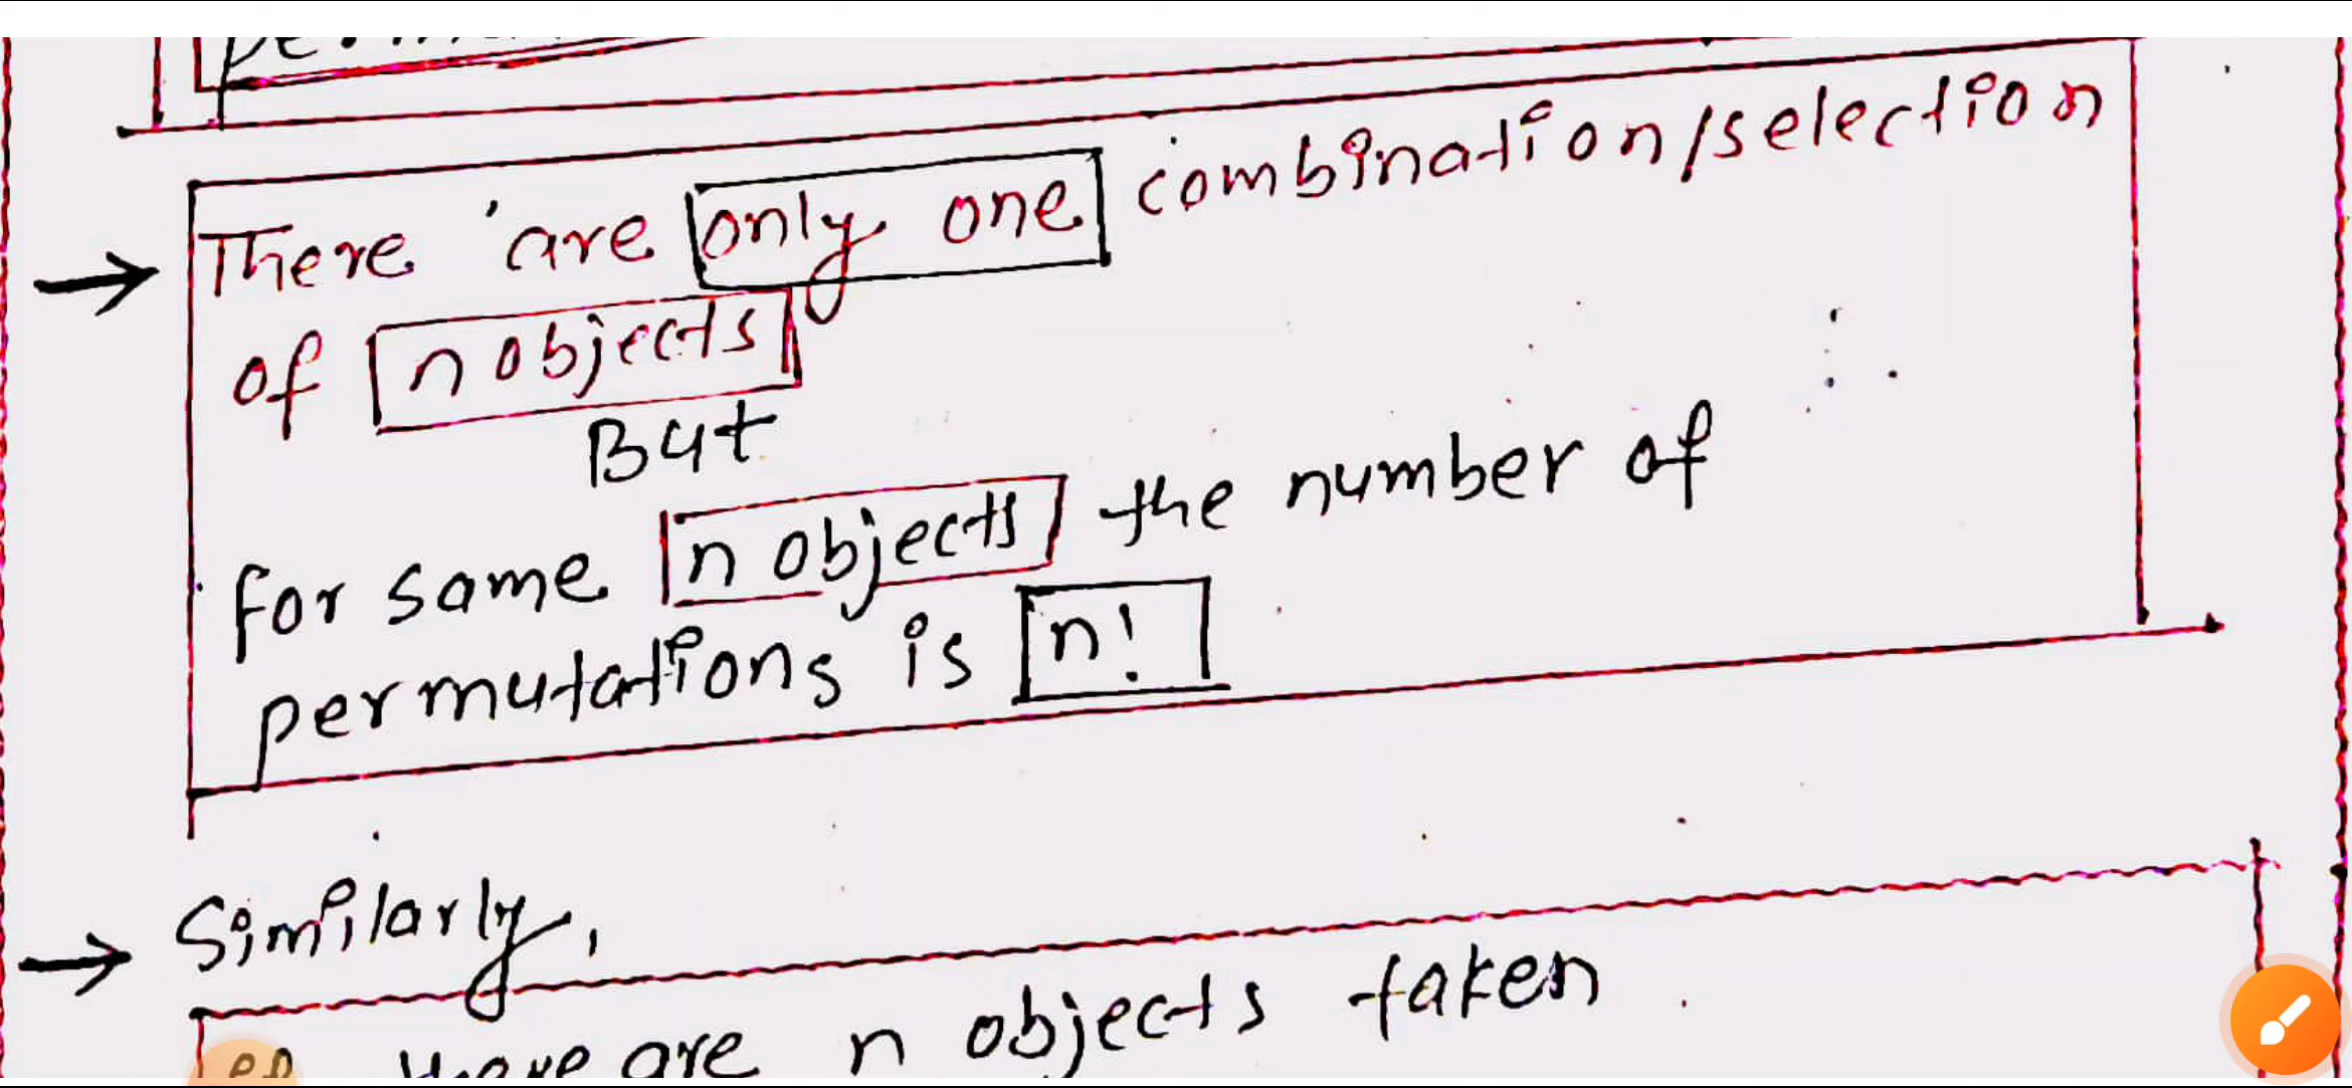 There are only one combination/selection
of n objects
But
for same n objects the number of
permutations is n!
→ Similarly,
there are n objects taken